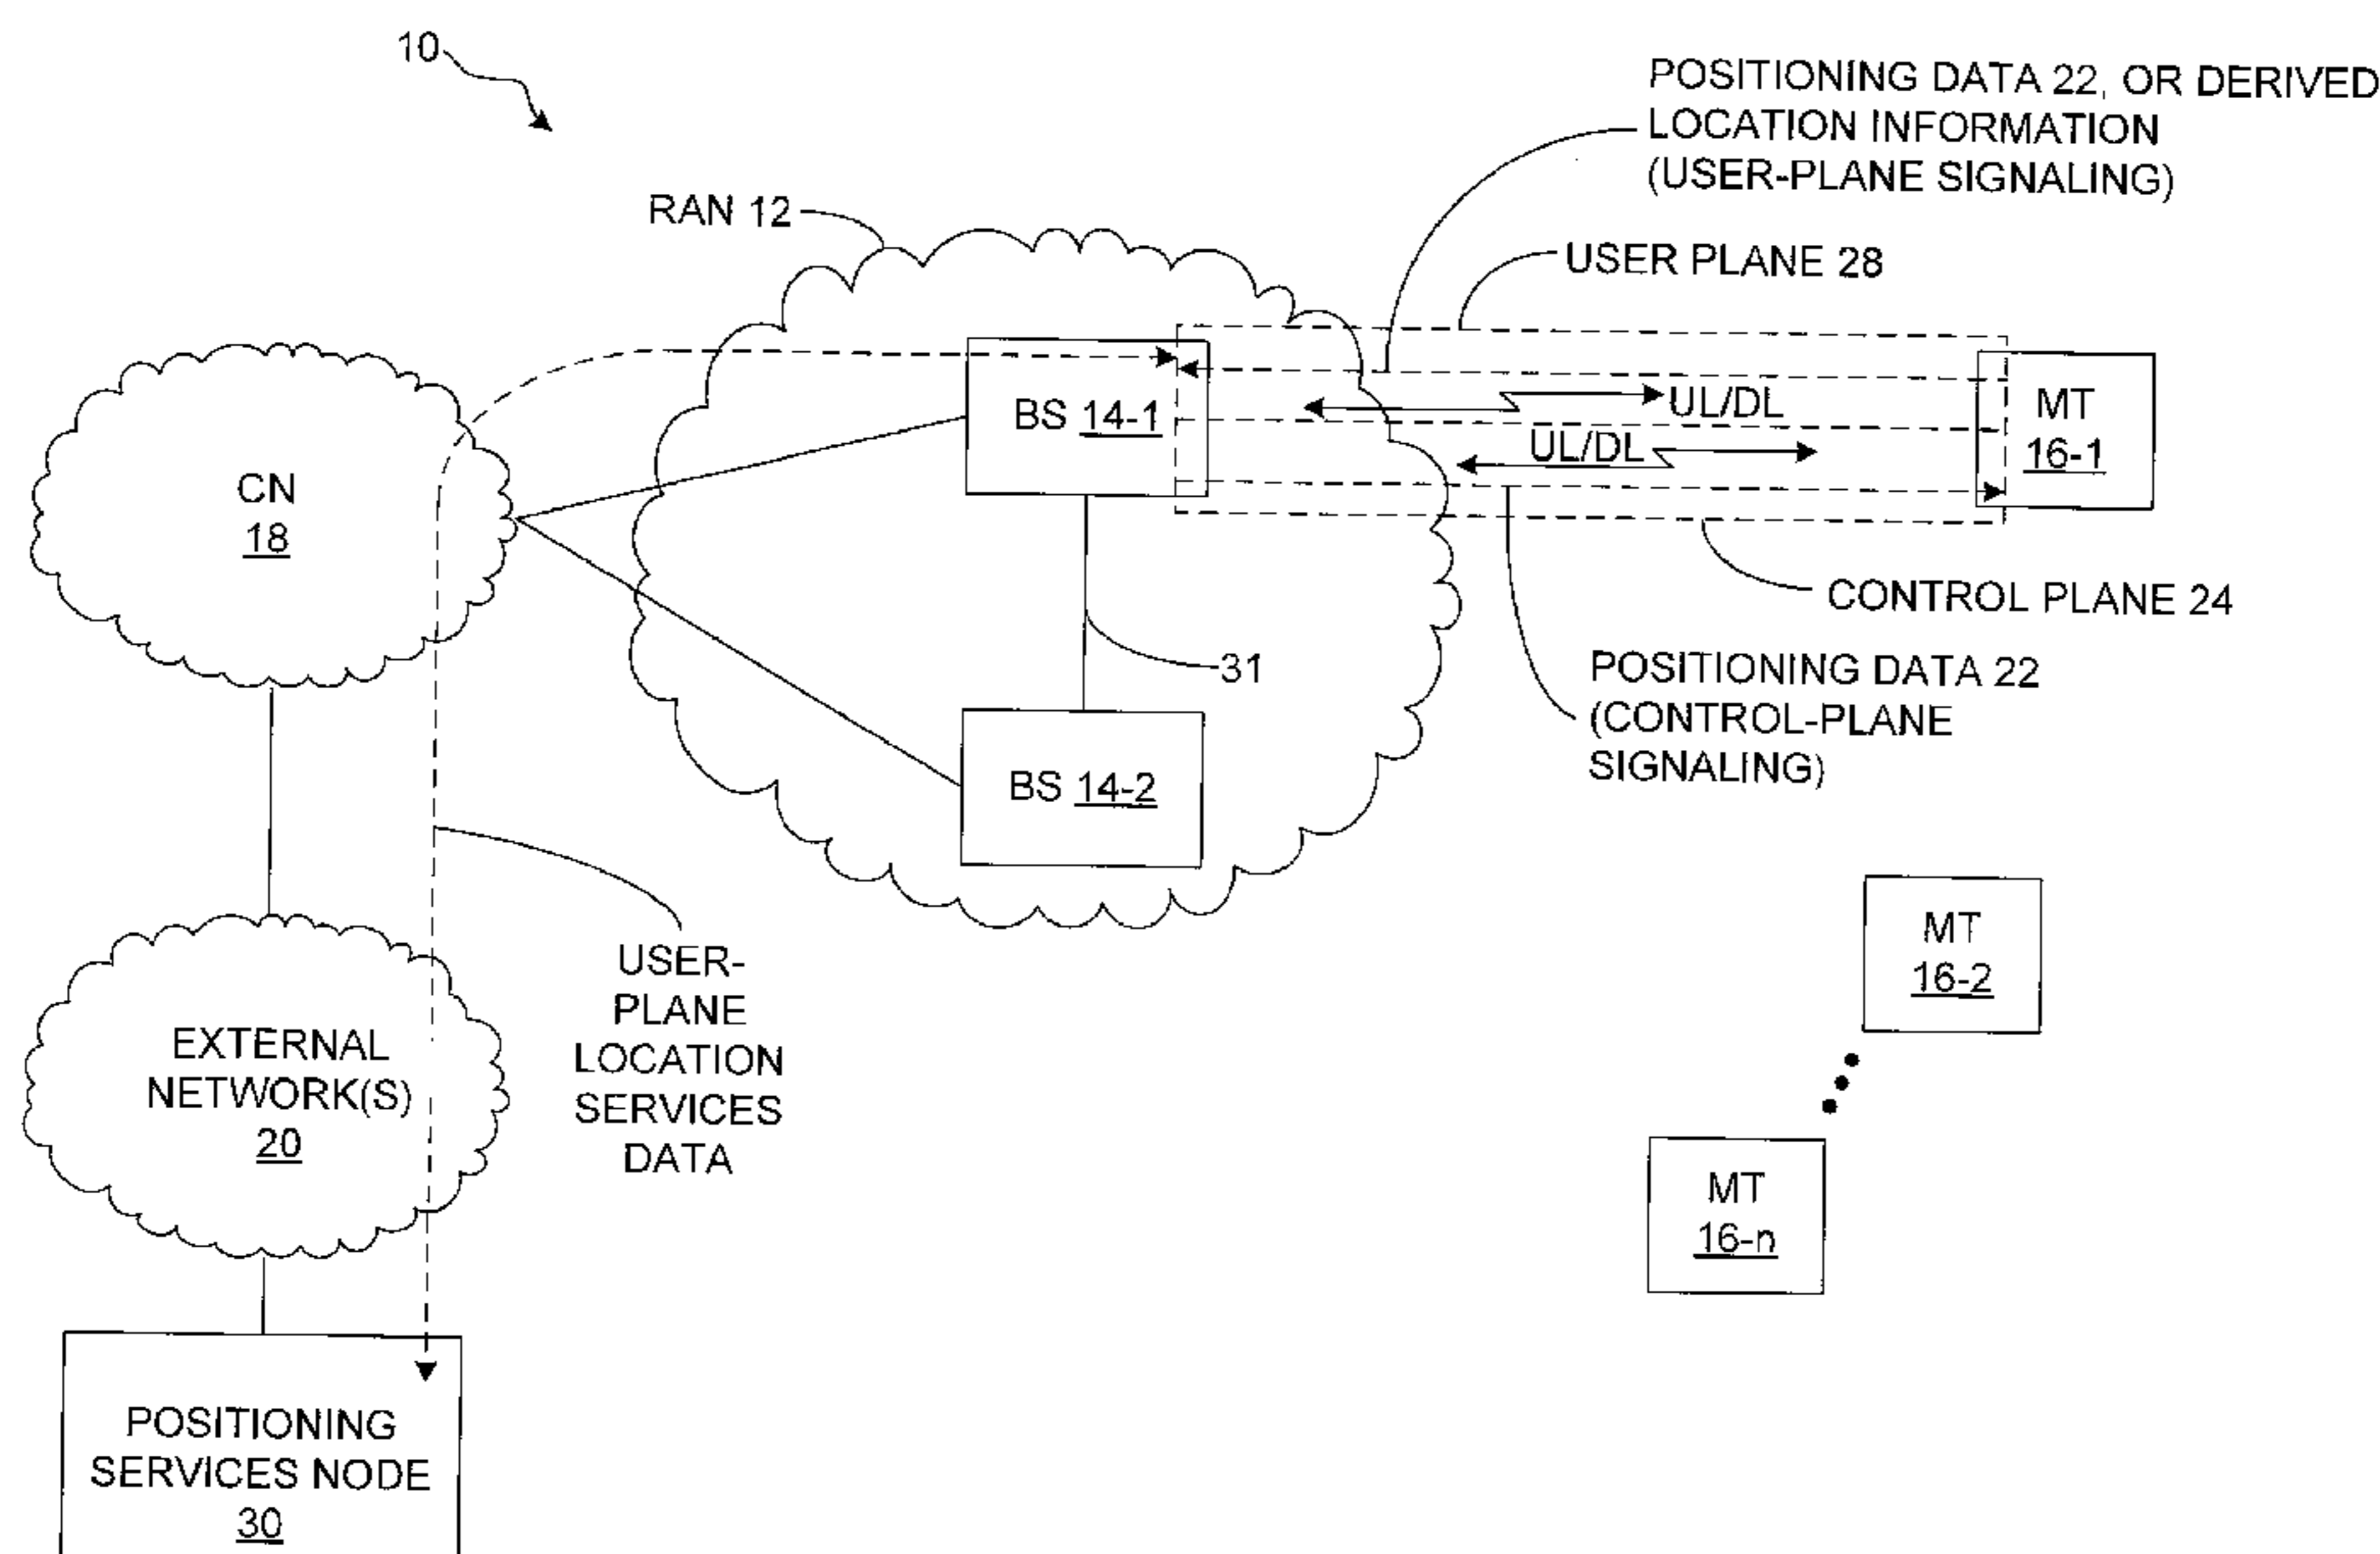 10
POSITIONING DATA 22, OR DERIVED
LOCATION INFORMATION
(USER-PLANE SIGNALING)
RAN 12
USER PLANE 28
BS 14-1
UL/DL
UL/DL
MT
16-1
CN
18
CONTROL PLANE 24
31
POSITIONING DATA 22
(CONTROL-PLANE
SIGNALING)
BS 14-2
MT
16-2
USER-
PLANE
LOCATION
SERVICES
DATA
EXTERNAL
NETWORK(S)
20
MT
16-n
POSITIONING
SERVICES NODE
30